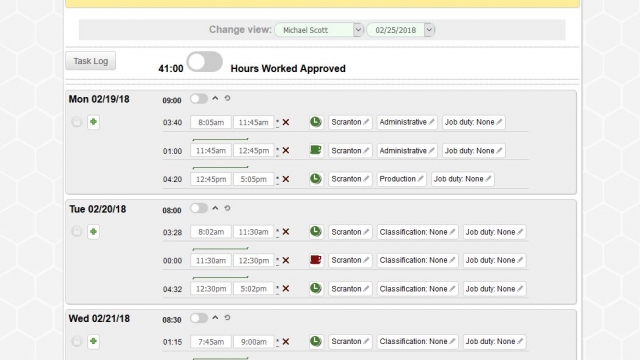 Change view: Michael Scott 02/25/2018
Task Log 41:00 Hours Worked Approved
Mon 02/19/18 09:00
03:40 8:05am 11:45am Scranton Administrative Job duty: None
01:00 11:45am 12:45pm Scranton Administrative Job duty: None
04:20 12:45pm 5:05pm Scranton Production Job duty: None
Tue 02/20/18 08:00
03:28 8:02am 11:30am Scranton Classification: None Job duty: None
00:00 11:30am 12:30pm Scranton Classification: None Job duty: None
04:32 12:30pm 5:02pm Scranton Classification: None Job duty: None
Wed 02/21/18 08:30
01:15 7:45am 9:00am Scranton Classification: None Job duty: None